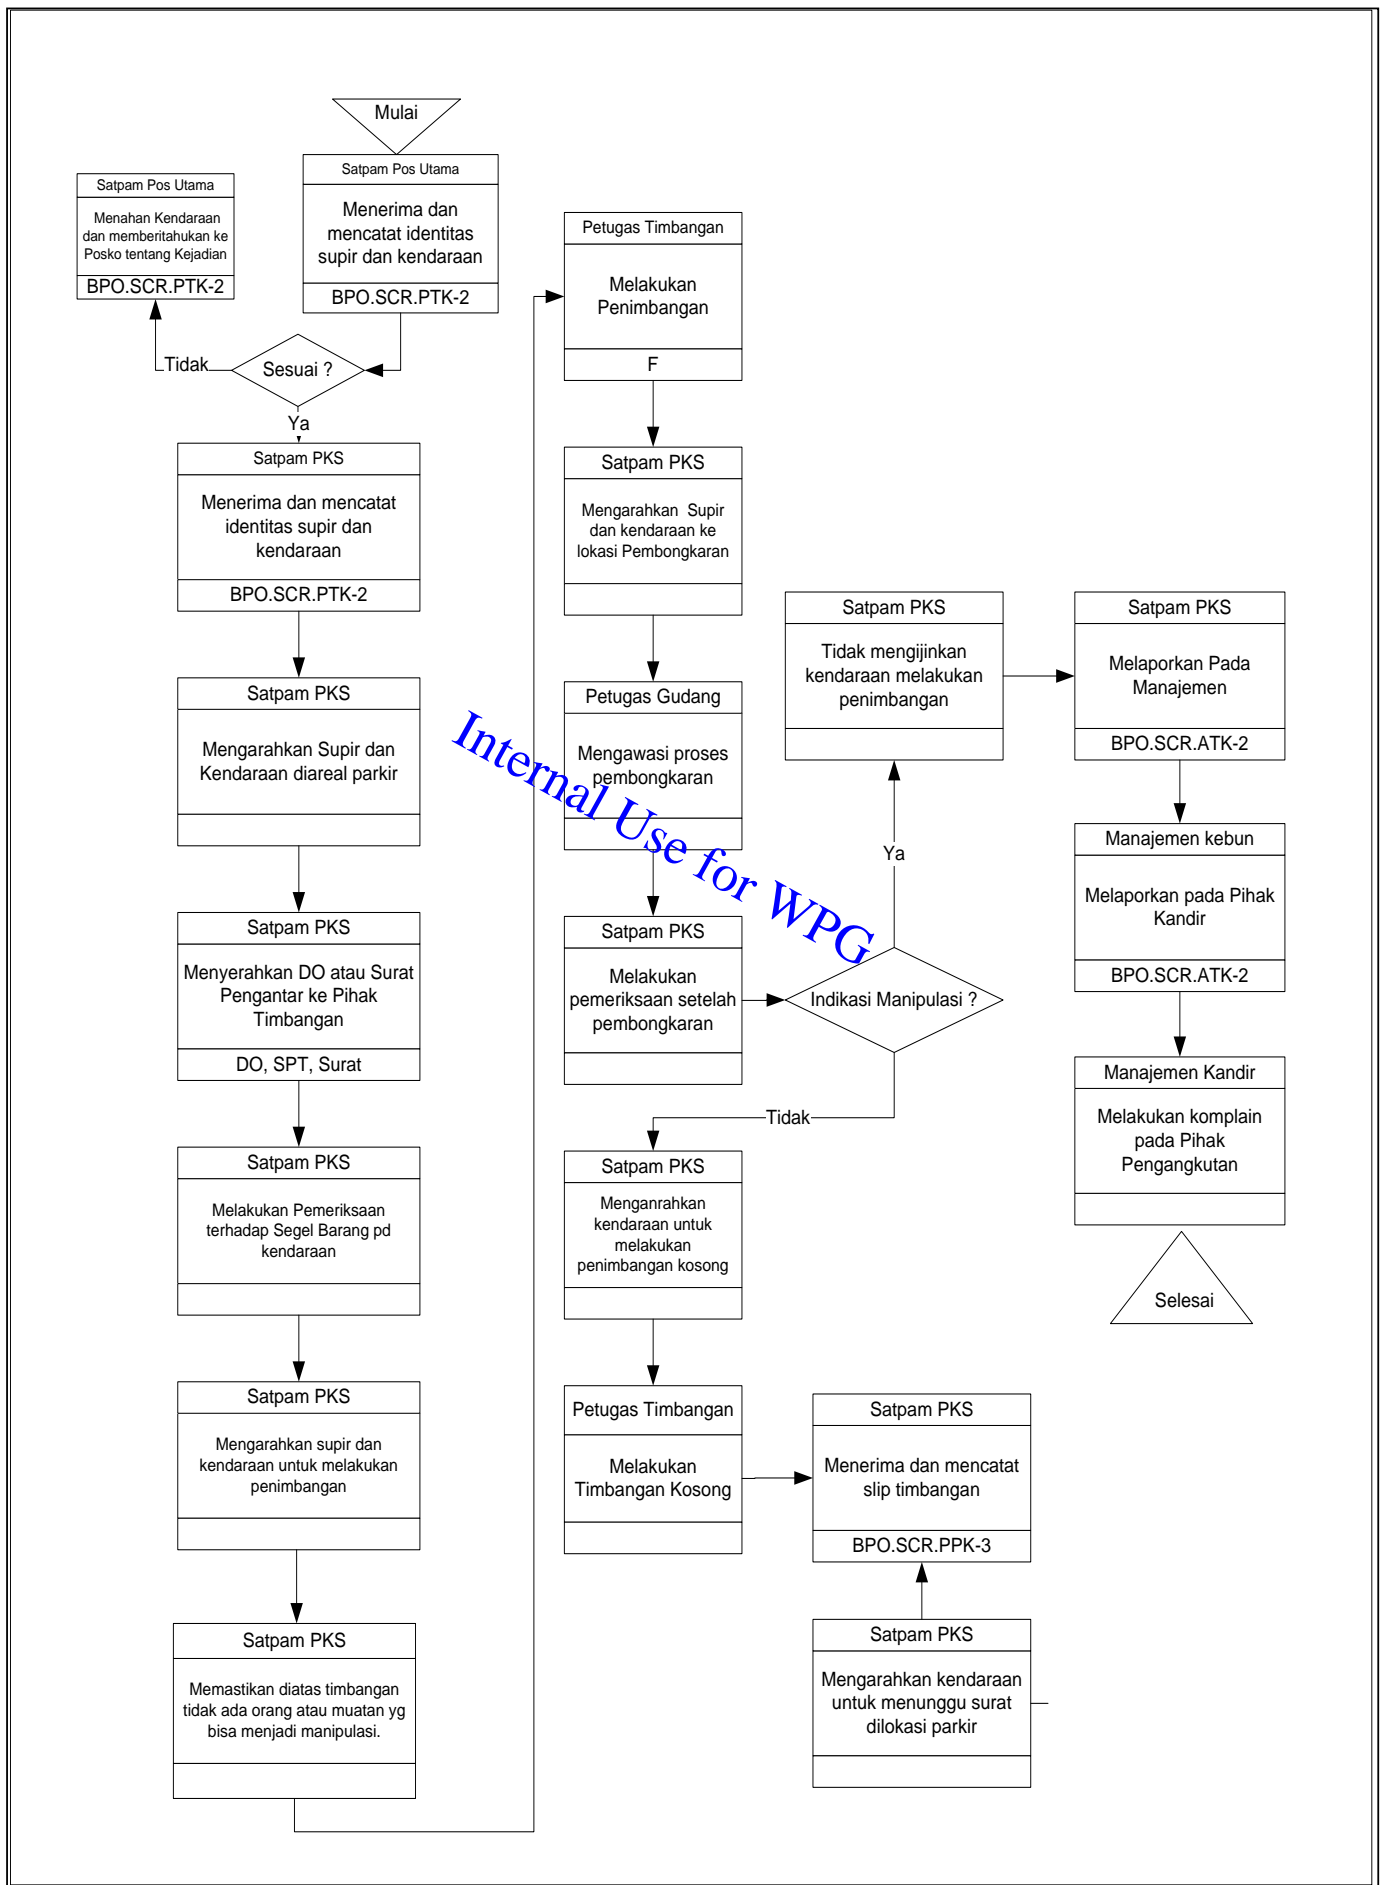 Mulai
Satpam Pos Utama
Menerima dan
mencatat identitas
supir dan kendaraan
BPO.SCR.PTK-2
Satpam Pos Utama
Menahan Kendaraan
dan memberitahukan ke
Posko tentang Kejadian
BPO.SCR.PTK-2
Tidak
Sesuai ?
Ya
Satpam PKS
Menerima dan mencatat
identitas supir dan
kendaraan
BPO.SCR.PTK-2
Satpam PKS
Mengarahkan Supir dan
Kendaraan diareal parkir
Satpam PKS
Menyerahkan DO atau Surat
Pengantar ke Pihak
Timbangan
DO, SPT, Surat
Satpam PKS
Melakukan Pemeriksaan
terhadap Segel Barang pd
kendaraan
Satpam PKS
Mengarahkan supir dan
kendaraan untuk melakukan
penimbangan
Satpam PKS
Memastikan diatas timbangan
tidak ada orang atau muatan yg
bisa menjadi manipulasi.
Petugas Timbangan
Melakukan
Penimbangan
F
Satpam PKS
Mengarahkan Supir
dan kendaraan ke
lokasi Pembongkaran
Petugas Gudang
Mengawasi proses
pembongkaran
Satpam PKS
Melakukan
pemeriksaan setelah
pembongkaran
Indikasi Manipulasi ?
Ya
Satpam PKS
Tidak mengijinkan
kendaraan melakukan
penimbangan
Satpam PKS
Melaporkan Pada
Manajemen
BPO.SCR.ATK-2
Manajemen kebun
Melaporkan pada Pihak
Kandir
BPO.SCR.ATK-2
Manajemen Kandir
Melakukan komplain
pada Pihak
Pengangkutan
Selesai
Tidak
Satpam PKS
Menganrahkan
kendaraan untuk
melakukan
penimbangan kosong
Petugas Timbangan
Melakukan
Timbangan Kosong
Satpam PKS
Menerima dan mencatat
slip timbangan
BPO.SCR.PPK-3
Satpam PKS
Mengarahkan kendaraan
untuk menunggu surat
dilokasi parkir
Internal Use for WPG